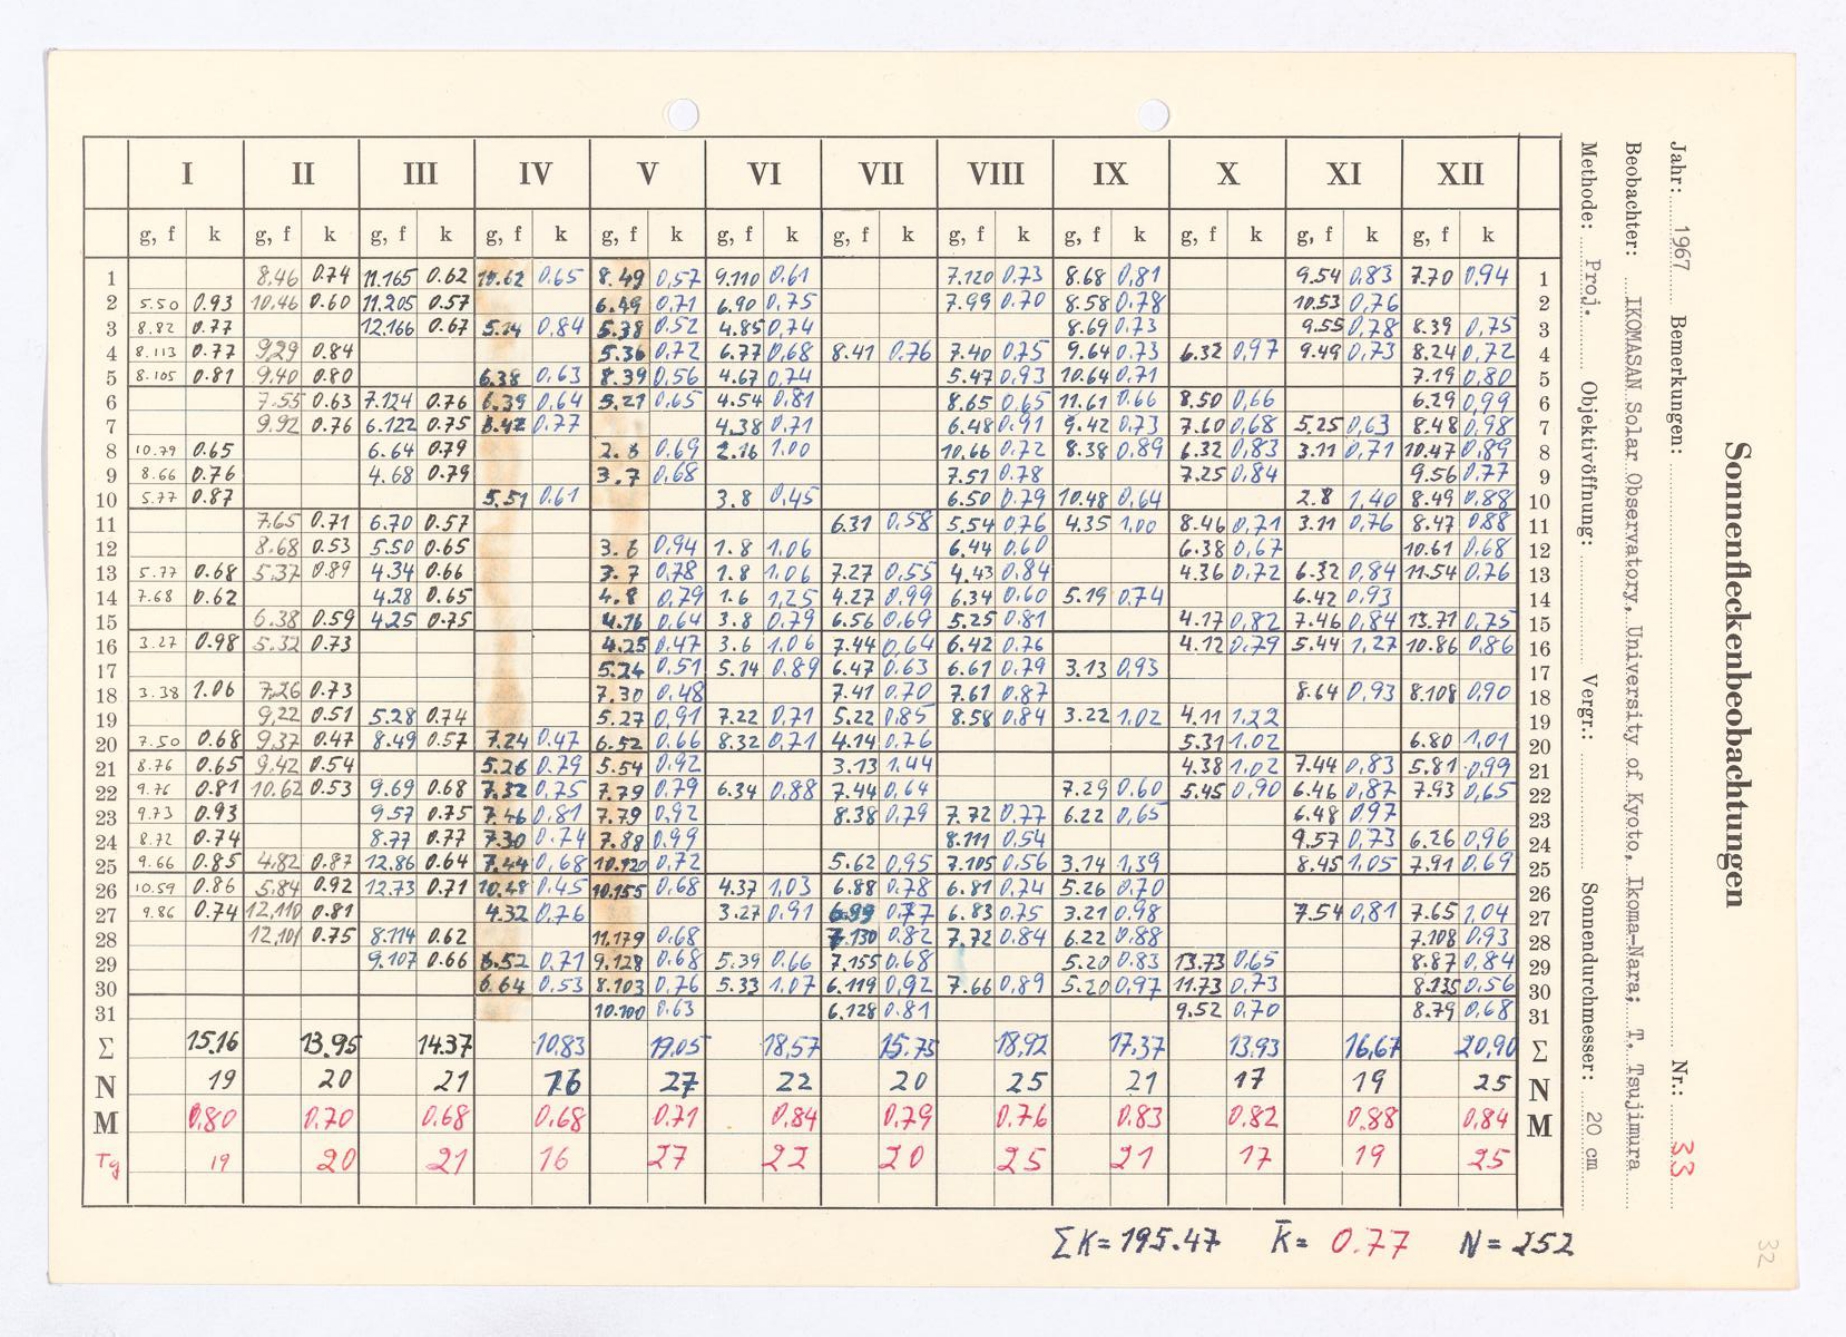 Sonnenfleckenbeobachtungen
Jahr: 1967 Bemerkungen: Nr.: 33
Beobachter: IKOMASAN Solar Observatory, University of Kyoto, Ikoma-Nara; T. Tsujimura
Methode: Proj. Objektivöffnung: Vergr.: Sonnendurchmesser: 20 cm
I II III IV V VI VII VIII IX X XI XII
g, f k g, f k g, f k g, f k g, f k g, f k g, f k g, f k g, f k g, f k g, f k g, f k
1 8.46 0.74 11.165 0.62 0,65 8.49 0,57 9.110 0,61 7.120 0.73 8.68 0,81 9.54 0,83 7.70 0,94 1
2 5.50 0.93 10,46 0.60 11.205 0.57 6.49 0,71 6.90 0,75 7.99 0.70 8.58 0.78 10.53 0,76 2
3 8.82 0.77 12.166 0.67 5.14 0,84 5.38 0.52 4.85 0,74 8.69 0.73 9.55 0,78 8.39 0,75 3
4 8.113 0.77 9,29 0.84 5.36 0,72 6.77 0,68 8.41 0.76 7.40 0,75 9.64 0.73 6.32 0,97 9.49 0,73 8.24 0,72 4
5 8.105 0.81 9.40 0.80 6.38 0,63 8.39 0,56 4.67 0,74 5.47 0,93 10.64 0,71 7.19 0,80 5
6 7.55 0.63 7.124 0.76 6.39 0,64 5.27 0,65 4.54 0,81 8.65 0,65 11.61 0.66 8,50 0,66 6.29 0,99 6
7 9.92 0.76 6.122 0.75 0,77 4.38 0,71 6.48 0,91 9.42 0,73 7.60 0,68 5.25 0,63 8.48 0,98 7
8 10.79 0.65 6.64 0.79 0,69 2.16 1.00 10.66 0.72 8.38 0,89 6.32 0,83 3.11 0,71 10.47 0,89 8
9 8.66 0.76 4.68 0.79 3.7 0,68 7.51 0.78 7.25 0,84 9.56 0,77 9
10 5.77 0.87 5.51 0,61 3.8 0,45 6.50 0.79 10.48 0,64 2.8 1,40 8.49 0,88 10
11 7.65 0.71 6.70 0.57 6.31 0,58 5.54 0,76 4.35 1,00 8.46 0,71 3.11 0,76 8.47 0.88 11
12 8.68 0.53 5.50 0.65 3.6 0,94 1.8 1.06 6.44 0.60 6.38 0,67 10.61 0,68 12
13 5.77 0.68 5,37 0.89 4.34 0.66 3.7 0,78 1.8 1.06 7.27 0,55 4.43 0.84 4.36 0,72 6.32 0,84 11.54 0,76 13
14 7.68 0.62 4.28 0.65 4.8 0,79 1.6 1,25 4.27 0,99 6.34 0.60 5.19 0.74 6.42 0,93 14
15 6.38 0.59 4.25 0.75 4.16 0,64 3.8 0,79 6.56 0,69 5.25 0.81 4.17 0,82 7.46 0,84 13.71 0,75 15
16 3.27 0.98 5.32 0.73 4.25 0.47 3.6 1.06 7.44 0,64 6.42 0.76 4.12 0,79 5.44 1,27 10.86 0,86 16
17 5.24 0.51 5.14 0,89 6.47 0.63 6.61 0.79 3.13 0,93 17
18 3.38 1.06 7,26 0.73 7.30 0,48 7.41 0.70 7.61 0.87 8.64 0,93 8.108 0,90 18
19 9,22 0.51 5.28 0.74 5.27 0,91 7.22 0,71 5.22 0,85 8.58 0.84 3.22 1,02 4.11 1,22 19
20 7.50 0.68 9,37 0.47 8.49 0.57 7.24 0,47 6.52 0.66 8.32 0,71 4.14 0.76 5.31 1.02 6.80 1,01 20
21 8.76 0.65 9.42 0.54 5.26 0.79 5.54 0,92 3.13 1.44 4.38 1,02 7.44 0,83 5.81 0,99 21
22 9.76 0.81 10.62 0.53 9.69 0.68 7.32 0,75 7.79 0,79 6.34 0,88 7.44 0,64 7.29 0.60 5.45 0,90 6.46 0,87 7.93 0,65 22
23 9.73 0.93 9.57 0.75 7.46 0,81 7.79 0,92 8.38 0,79 7.72 0,77 6.22 0,65 6.48 0,97 23
24 8.72 0.74 8.77 0.77 7.30 0.74 7.88 0.99 8.111 0,54 9.57 0,73 6.26 0,96 24
25 9.66 0.85 4.82 0.87 12.86 0.64 7.44 0,68 10.120 0,72 5.62 0,95 7.105 0,56 3.14 1,39 8.45 1,05 7.91 0,69 25
26 10.59 0.86 5.84 0.92 12.73 0.71 10.48 0.45 10.155 0,68 4.37 1,03 6.88 0,78 6.81 0,74 5.26 0.70 26
27 9.86 0.74 12,110 0.81 4.32 0,76 3.27 0,91 6.99 0,77 6.83 0.75 3.21 0,98 7.54 0,81 7.65 1,04 27
28 12,101 0.75 8.114 0.62 11.179 0,68 7.130 0.82 7.72 0,84 6.22 0,88 7.108 0,93 28
29 9.107 0.66 6.52 0,71 9.128 0.68 5.39 0.66 7.155 0.68 5.20 0.83 13.73 0,65 8.87 0,84 29
30 6.64 0.53 8.103 0,76 5.33 1,07 6.119 0,92 7.66 0,89 5.20 0,97 11.73 0,73 8.135 0,56 30
31 10.100 0.63 6.128 0.81 9.52 0,70 8.79 0,68 31
Σ 15.16 13.95 14.37 10,83 19.05 18,57 15.75 18,92 17.37 13.93 16,67 20,90 Σ
N 19 20 21 16 27 22 20 25 21 17 19 25 N
M 0.80 0.70 0.68 0.68 0.71 0.84 0.79 0.76 0.83 0.82 0.88 0.84 M
Tg 19 20 21 16 27 22 20 25 21 17 19 25
ΣK = 195.47 k̄ = 0.77 N = 252
32